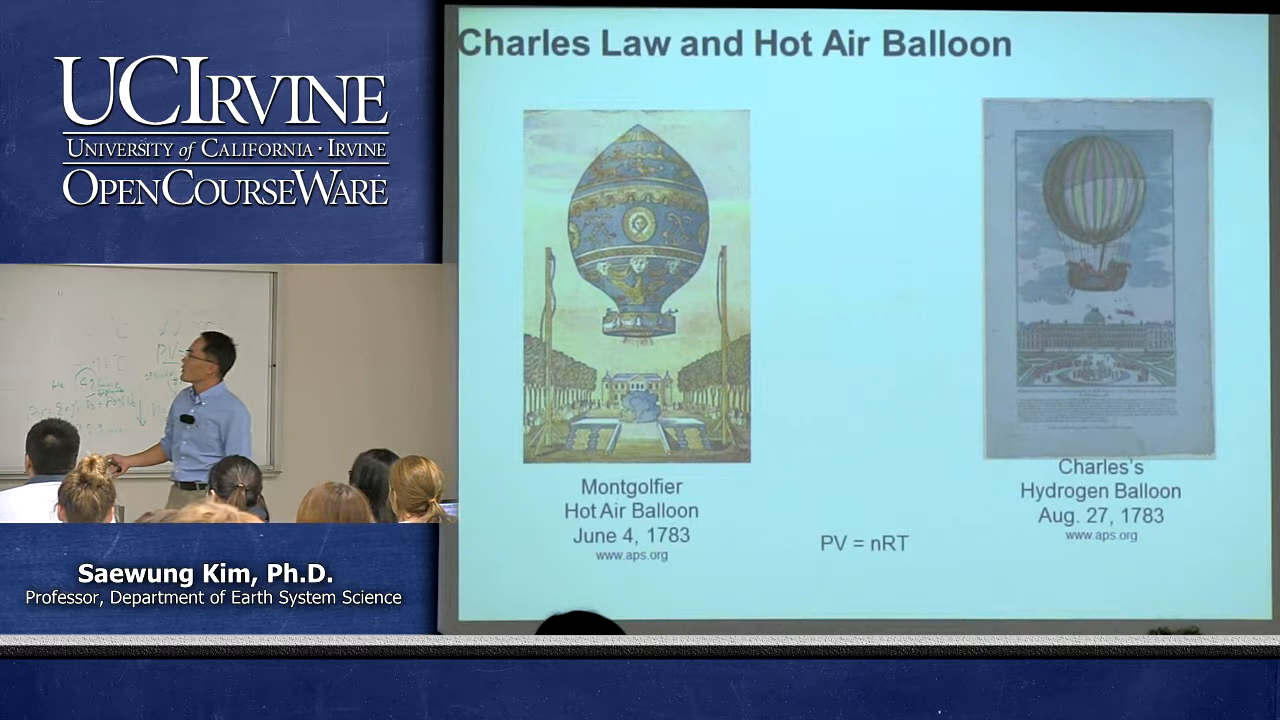 UCIRVINE
UNIVERSITY of CALIFORNIA · IRVINE
OPENCOURSEWARE
Saewung Kim, Ph.D.
Professor, Department of Earth System Science
Charles Law and Hot Air Balloon
Montgolfier
Hot Air Balloon
June 4, 1783
www.aps.org
PV = nRT
Charles's
Hydrogen Balloon
Aug. 27, 1783
www.aps.org